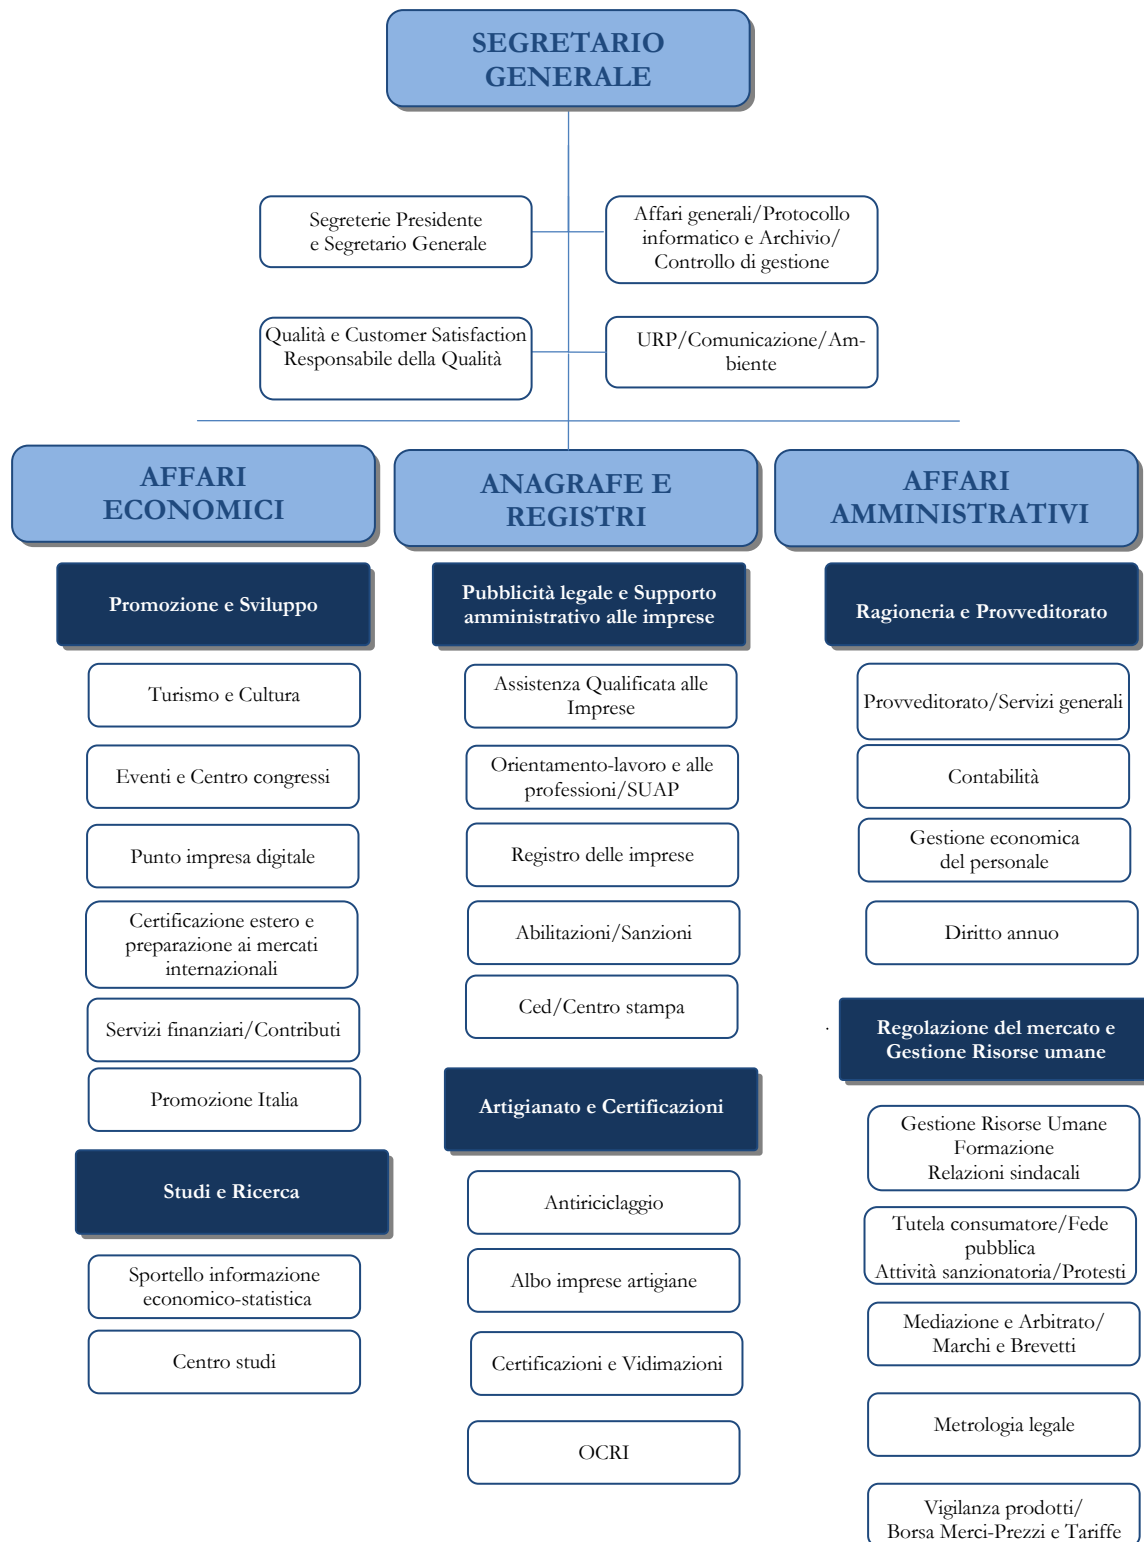 SEGRETARIO
GENERALE
Segreterie Presidente
e Segretario Generale
Affari generali/Protocollo
informatico e Archivio/
Controllo di gestione
Qualità e Customer Satisfaction
Responsabile della Qualità
URP/Comunicazione/Am-
biente
AFFARI
ECONOMICI
Promozione e Sviluppo
Turismo e Cultura
Eventi e Centro congressi
Punto impresa digitale
Certificazione estero e
preparazione ai mercati
internazionali
Servizi finanziari/Contributi
Promozione Italia
Studi e Ricerca
Sportello informazione
economico-statistica
Centro studi
ANAGRAFE E
REGISTRI
Pubblicità legale e Supporto
amministrativo alle imprese
Assistenza Qualificata alle
Imprese
Orientamento-lavoro e alle
professioni/SUAP
Registro delle imprese
Abilitazioni/Sanzioni
Ced/Centro stampa
Artigianato e Certificazioni
Antiriciclaggio
Albo imprese artigiane
Certificazioni e Vidimazioni
OCRI
AFFARI
AMMINISTRATIVI
Ragioneria e Provveditorato
Provveditorato/Servizi generali
Contabilità
Gestione economica
del personale
Diritto annuo
.
Regolazione del mercato e
Gestione Risorse umane
Gestione Risorse Umane
Formazione
Relazioni sindacali
Tutela consumatore/Fede
pubblica
Attività sanzionatoria/Protesti
Mediazione e Arbitrato/
Marchi e Brevetti
Metrologia legale
Vigilanza prodotti/
Borsa Merci-Prezzi e Tariffe